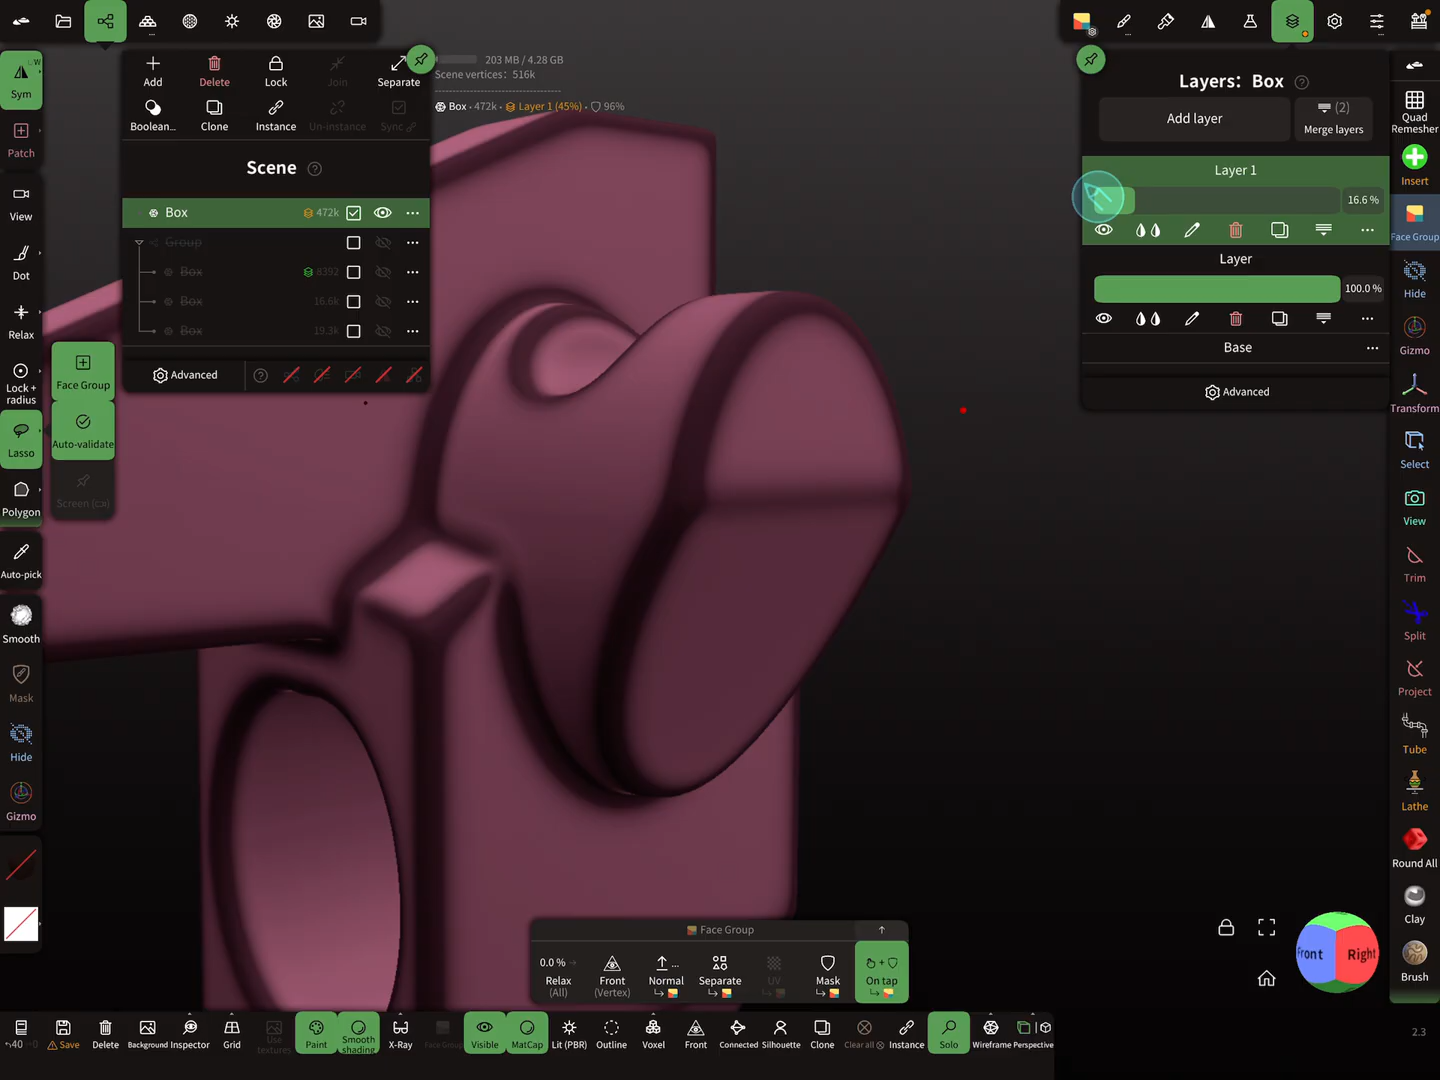 203 MB / 4.28 GB
Scene vertices: 516k
Box • 472k • Layer 1 (45%) • 96%
W
Sym
Patch
View
Dot
Relax
Lock + radius
Lasso
Polygon
Auto-pick
Smooth
Mask
Hide
Gizmo
Face Group
Auto-validate
Add
Delete
Lock
Join
Separate
Boolean...
Clone
Instance
Un-instance
Sync
Scene
Box 472k
Group
Box 8392
Box 16.6k
Box 19.3k
Advanced
Layers: Box
Add layer
(2)
Merge layers
Layer 1
16.6 %
Layer
100.0 %
Base
Advanced
Quad Remesher
Insert
Face Group
Hide
Gizmo
Transform
Select
View
Trim
Split
Project
Tube
Lathe
Round All
Clay
Brush
Front
Right
Face Group
0.0 %
Relax
(All)
Front
(Vertex)
...
Normal
Separate
UV
Mask
On tap
40 0
Save
Delete
Background
Inspector
Grid
Use textures
Paint
Smooth shading
X-Ray
Face Group
Visible
MatCap
Lit (PBR)
Outline
Voxel
Front
Connected
Silhouette
Clone
Clear all
Instance
Solo
Wireframe
Perspective
2.3